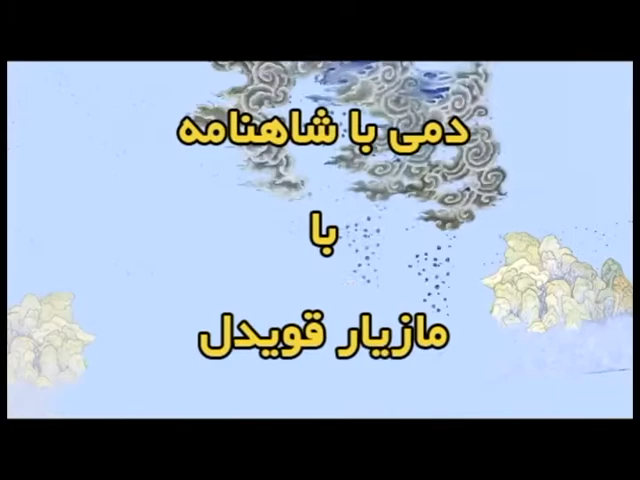 دمی با شاهنامه
با
مازیار قویدل